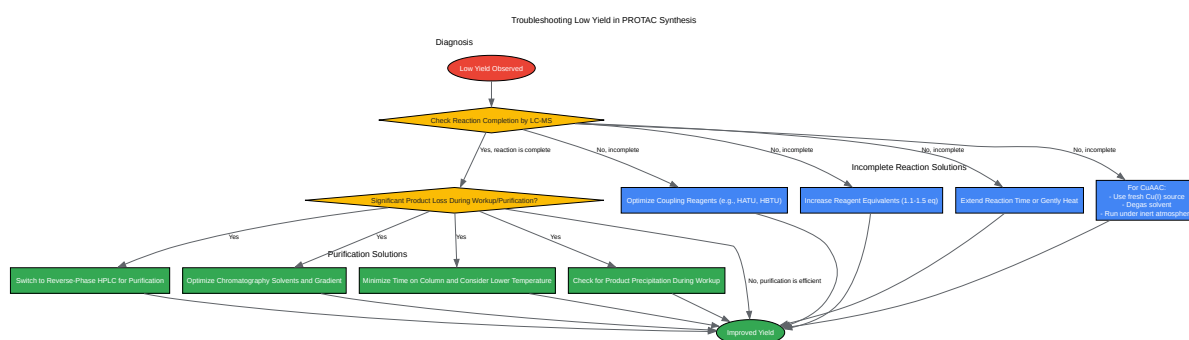 Troubleshooting Low Yield in PROTAC Synthesis
Diagnosis
Low Yield Observed
Check Reaction Completion by LC-MS
Yes, reaction is complete
No, incomplete
No, incomplete
No, incomplete
No, incomplete
Incomplete Reaction Solutions
Significant Product Loss During Workup/Purification?
Optimize Coupling Reagents (e.g., HATU, HBTU)
Increase Reagent Equivalents (1.1-1.5 eq)
Extend Reaction Time or Gently Heat
For CuAAC:
- Use fresh Cu(I) source
- Degas solvent
- Run under inert atmosphere
Yes
Yes
Yes
Yes
Purification Solutions
No, purification is efficient
Switch to Reverse-Phase HPLC for Purification
Optimize Chromatography Solvents and Gradient
Minimize Time on Column and Consider Lower Temperature
Check for Product Precipitation During Workup
Improved Yield